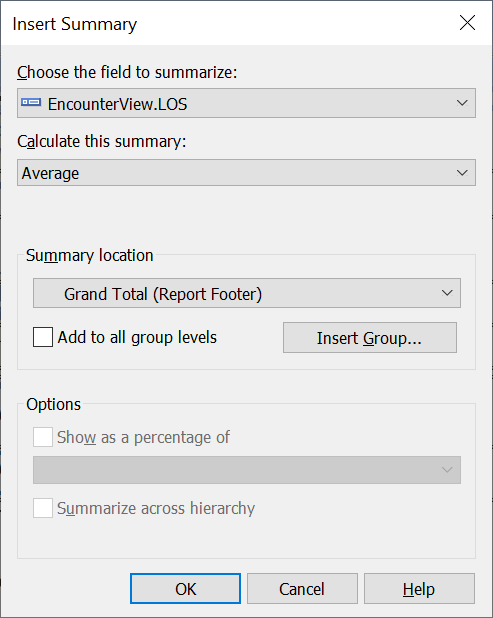 Insert Summary
Choose the field to summarize:
EncounterView.LOS
Calculate this summary:
Average
Summary location
Grand Total (Report Footer)
Add to all group levels
Insert Group...
Options
Show as a percentage of
Summarize across hierarchy
OK
Cancel
Help